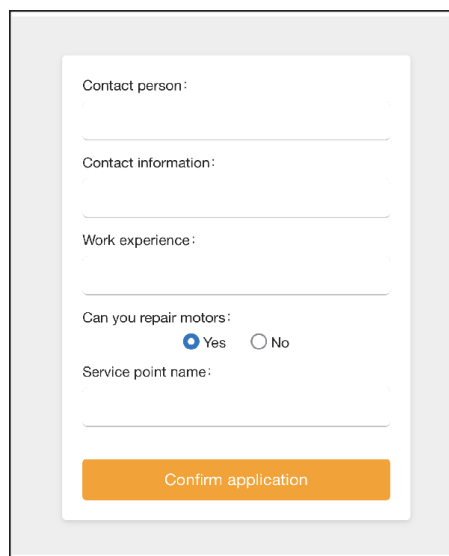 Contact person:
Contact information:
Work experience:
Can you repair motors:
Yes No
Service point name:
Confirm application